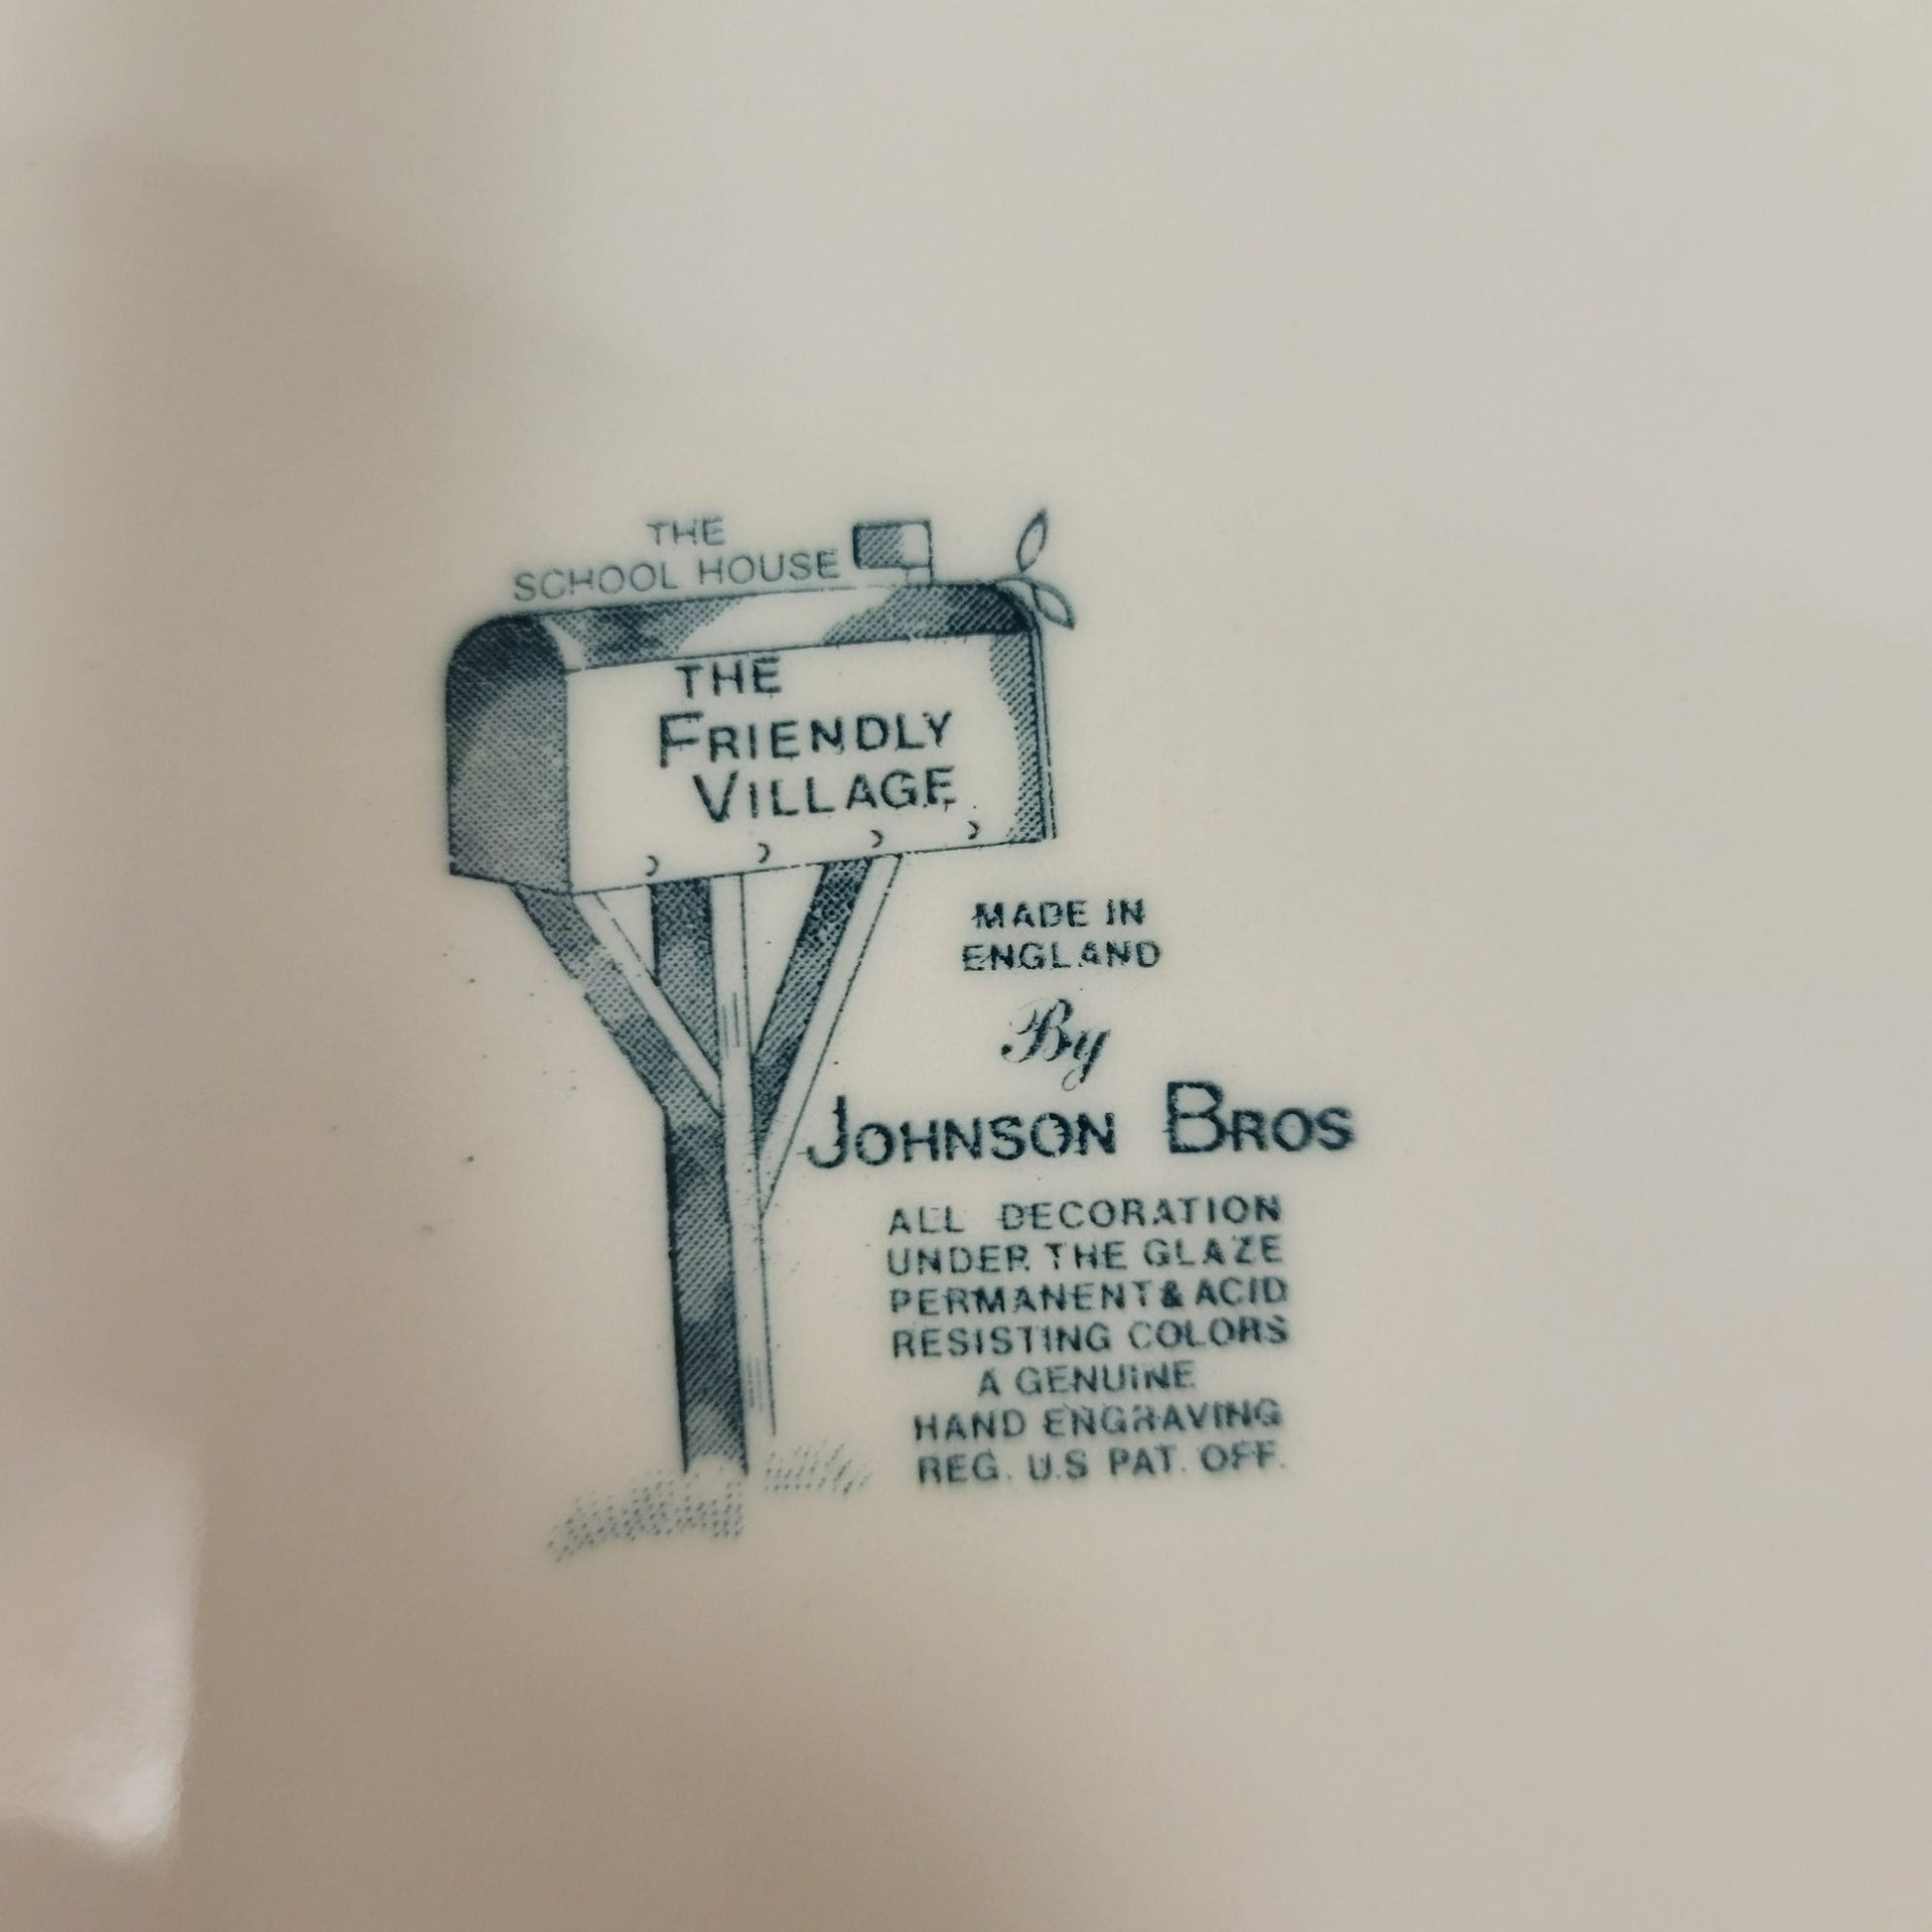 THE
SCHOOL HOUSE
THE
FRIENDLY
VILLAGE
MADE IN
ENGLAND
By
JOHNSON BROS
ALL DECORATION
UNDER THE GLAZE
PERMANENT & ACID
RESISTING COLORS
A GENUINE
HAND ENGRAVING
REG. U.S PAT. OFF.